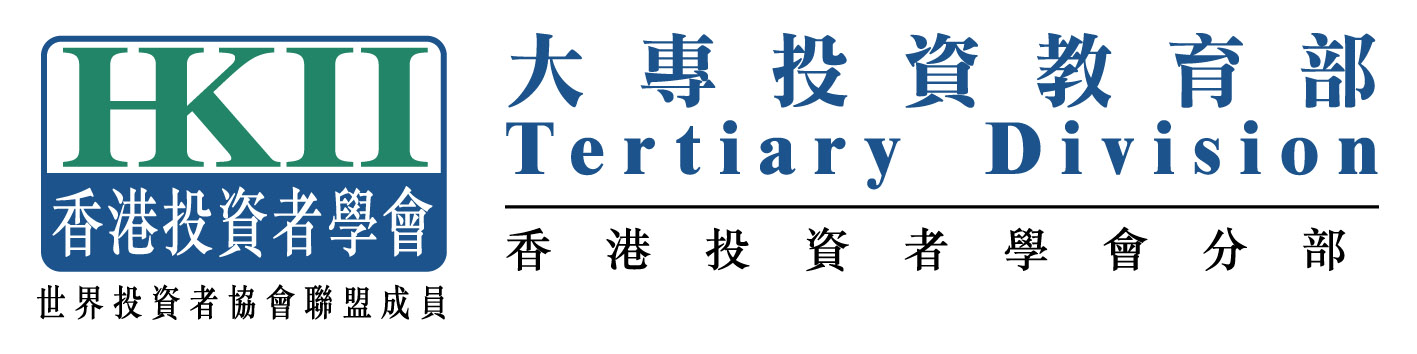 HKII
香港投資者學會
世界投資者協會聯盟成員
大專投資教育部
Tertiary Division
香港投資者學會分部